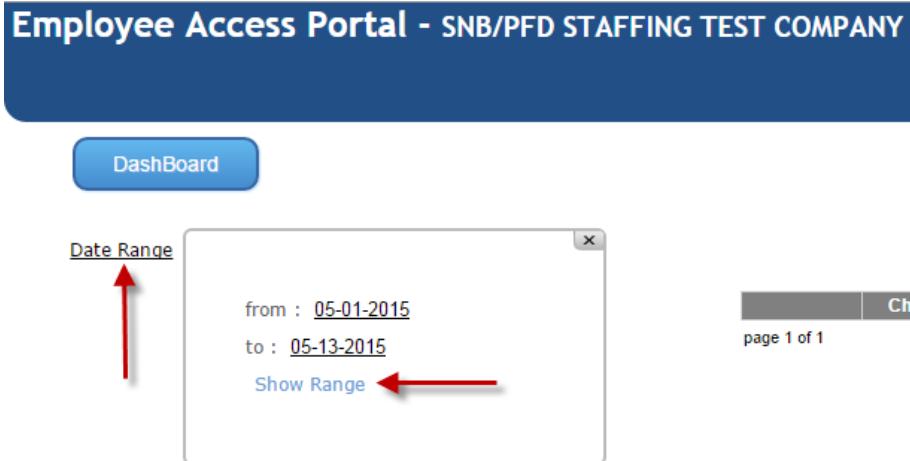 Employee Access Portal - SNB/PFD STAFFING TEST COMPANY
DashBoard
Date Range
x
from : 05-01-2015
to : 05-13-2015
Show Range
Ch
page 1 of 1